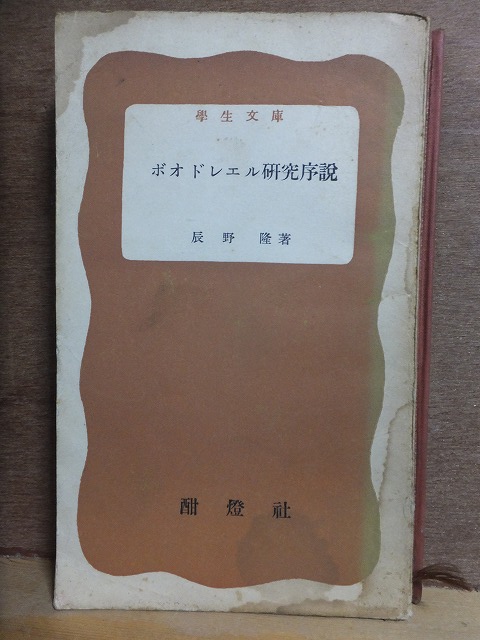 學生文庫
ボオドレエル研究序說
辰野隆著
酣燈社